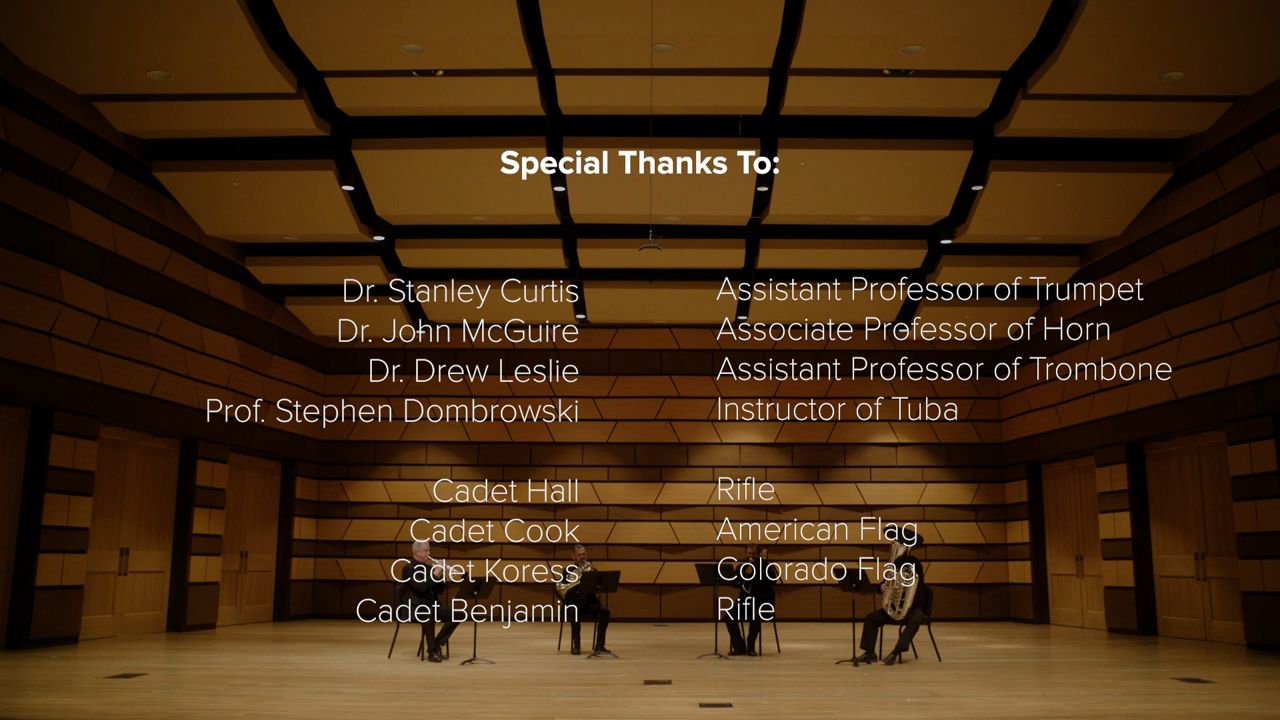 Special Thanks To:
Dr. Stanley Curtis Assistant Professor of Trumpet
Dr. John McGuire Associate Professor of Horn
Dr. Drew Leslie Assistant Professor of Trombone
Prof. Stephen Dombrowski Instructor of Tuba
Cadet Hall Rifle
Cadet Cook American Flag
Cadet Koress Colorado Flag
Cadet Benjamin Rifle